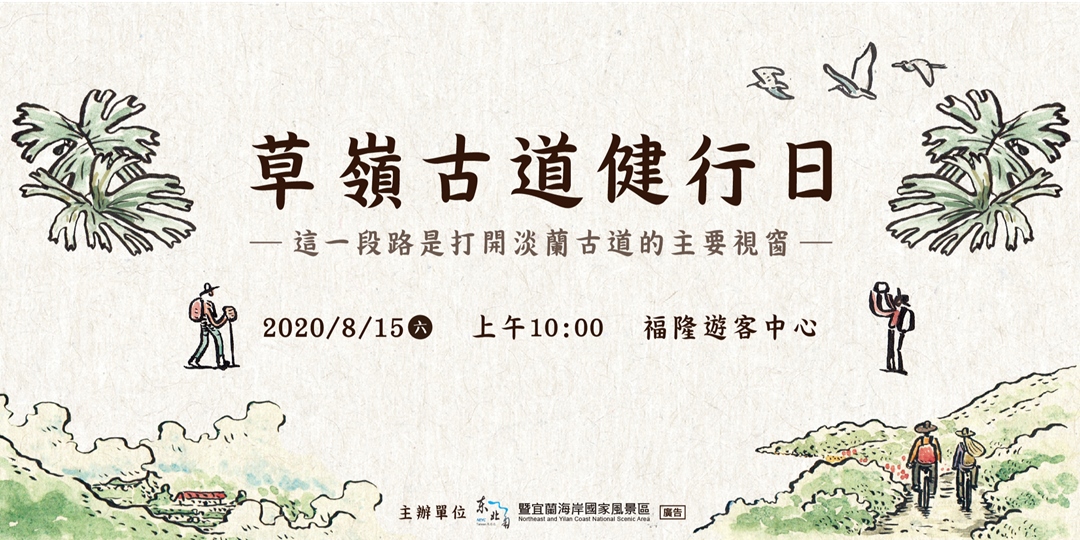 草嶺古道健行日
這一段路是打開淡蘭古道的主要視窗
2020/8/15六 上午10:00 福隆遊客中心
主辦單位 东北角 暨宜蘭海岸國家風景區 廣告
Northeast and Yilan Coast National Scenic Area